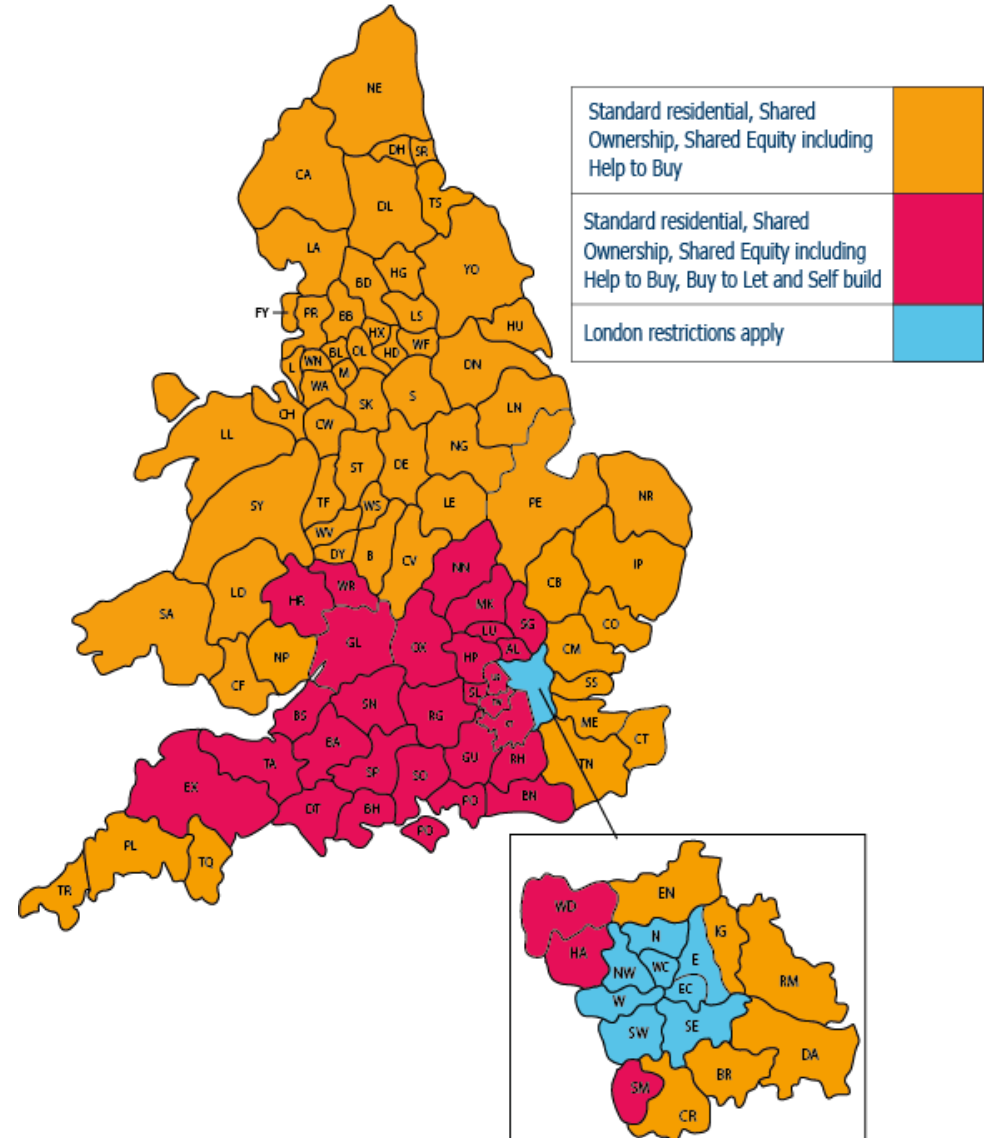 NE
Standard residential, Shared
Ownership, Shared Equity including
Help to Buy
DH SR
CA
TS
DL
Standard residential, Shared
Ownership, Shared Equity including
Help to Buy, Buy to Let and Self build
LA
HG
YO
BD
FY PR BB LS
HU
London restrictions apply
HX
WF
L WN BL OL HD
M
DN
WA
S
SK
CH
CW
LN
LL
NG
ST DE
SY TF WS LE PE NR
WV
DY B CV
NN
CB IP
HR WR
LD
SA
MK
SG
CO
LU
GL OX HP AL
CM
NP
CF
SL
SS
SN
BS RG
ME
BA
CT
TA
GU RH TN
EX SP SO
DT BH PO BN
PO
PL
TQ
TR
EN
WD
IG
N
HA
E
NW WC
RM
EC
W
SW SE
DA
BR
SM
CR